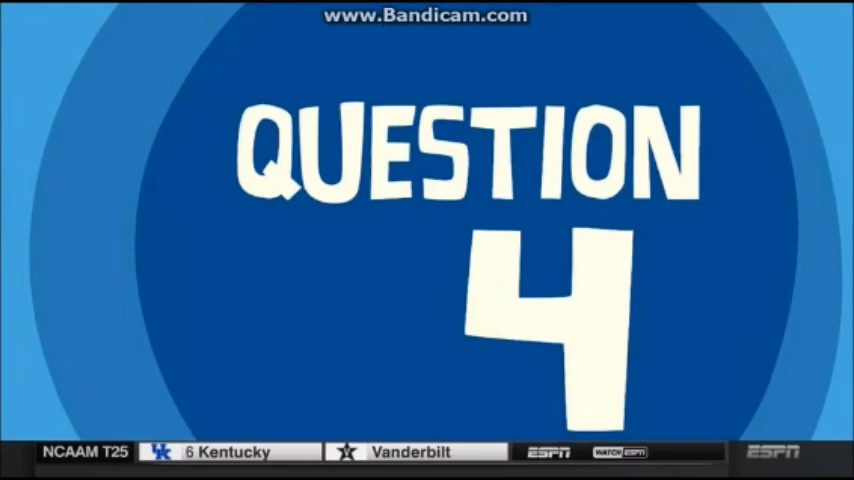 www.Bandicam.com
QUESTION
4
NCAAM T25 UK 6 Kentucky V Vanderbilt ESPN WATCH ESPN ESPN